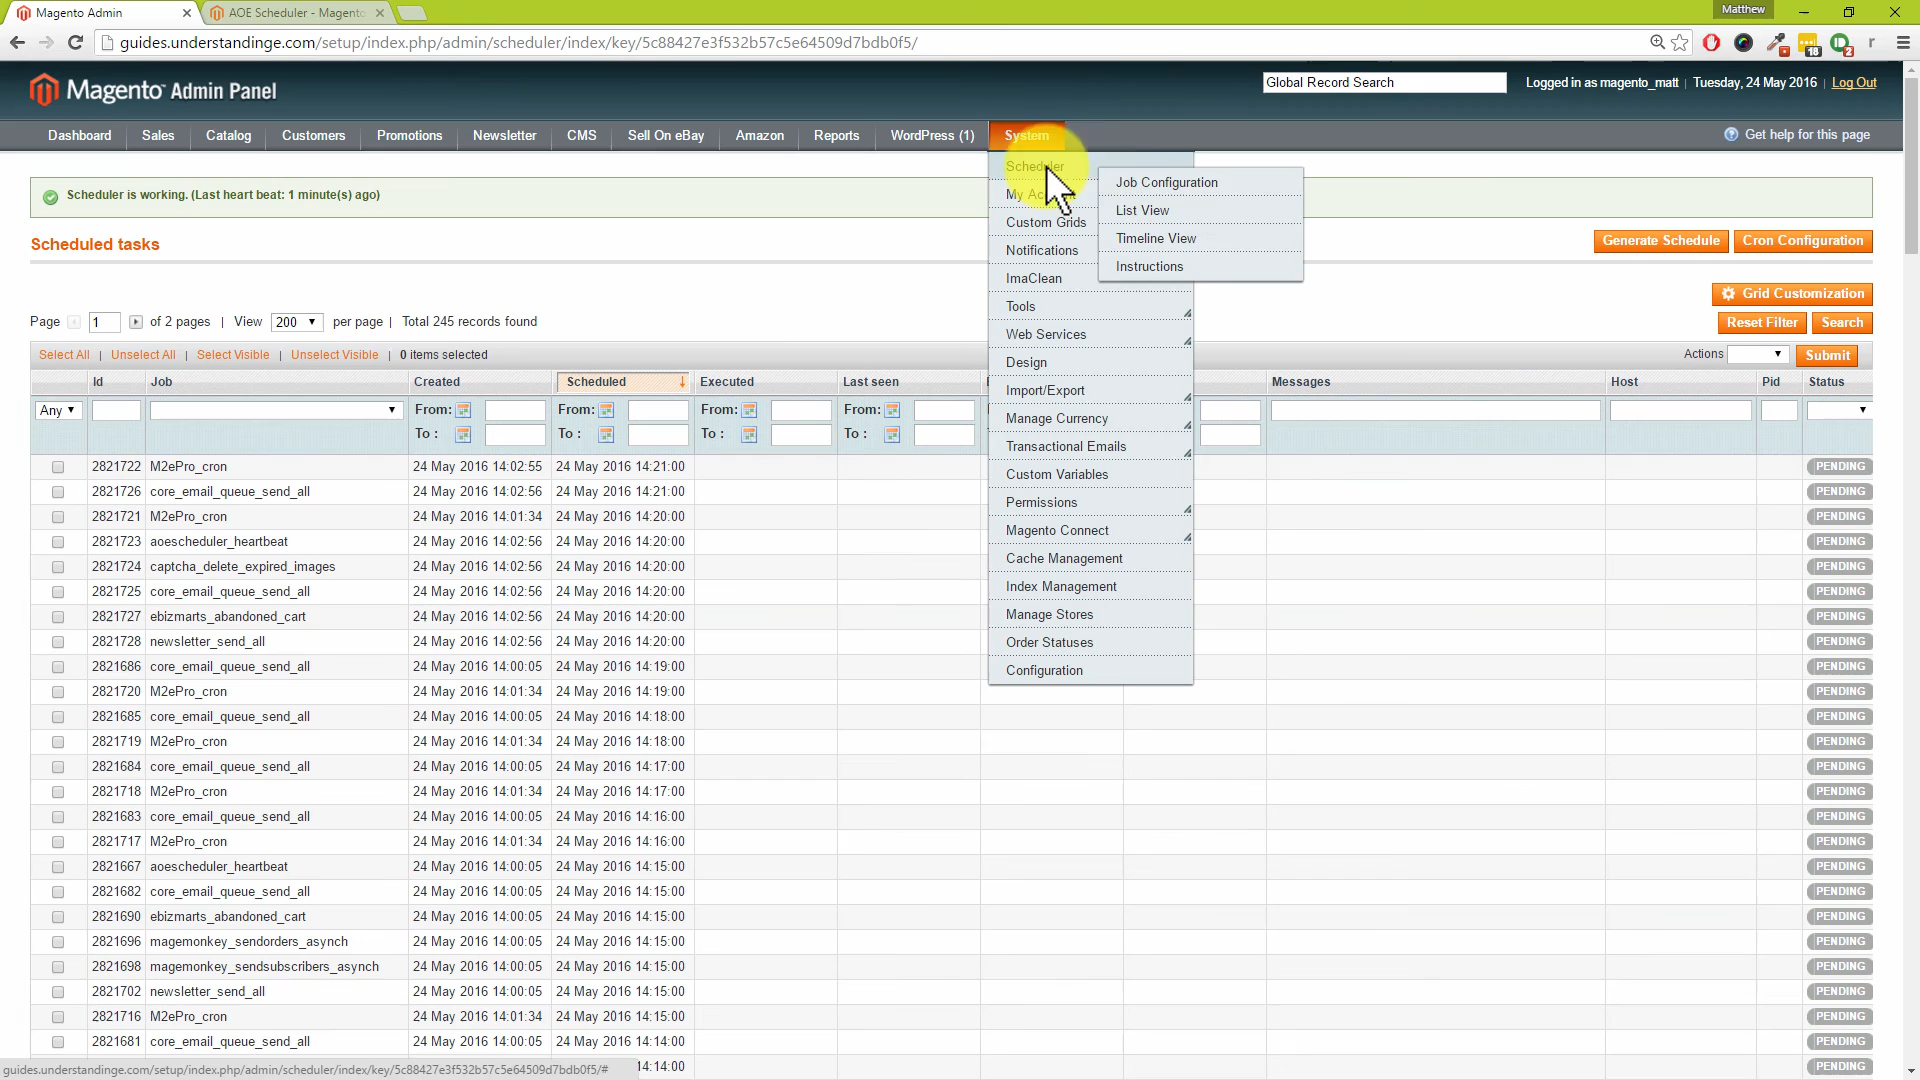 Magento Admin
AOE Scheduler - Magento
Matthew
guides.understandinge.com/setup/index.php/admin/scheduler/index/key/5c88427e3f532b57c5e64509d7bdb0f5/
18
2
r
Magento Admin Panel
Global Record Search
Logged in as magento_matt | Tuesday, 24 May 2016 | Log Out
Dashboard Sales Catalog Customers Promotions Newsletter CMS Sell On eBay Amazon Reports WordPress (1) System
Get help for this page
Scheduler is working. (Last heart beat: 1 minute(s) ago)
Scheduler
Custom Grids
Notifications
ImaClean
Tools
Web Services
Design
Import/Export
Manage Currency
Transactional Emails
Custom Variables
Permissions
Magento Connect
Cache Management
Index Management
Manage Stores
Order Statuses
Configuration
Job Configuration
List View
Timeline View
Instructions
Scheduled tasks
Generate Schedule Cron Configuration
Grid Customization
Page 1 of 2 pages | View 200 per page | Total 245 records found
Reset Filter Search
Select All | Unselect All | Select Visible | Unselect Visible | 0 items selected
Actions Submit
Id Job Created Scheduled Executed Last seen Messages Host Pid Status
Any From: From: From: From:
To : To : To : To :
2821722 M2ePro_cron 24 May 2016 14:02:55 24 May 2016 14:21:00 PENDING
2821726 core_email_queue_send_all 24 May 2016 14:02:56 24 May 2016 14:21:00 PENDING
2821721 M2ePro_cron 24 May 2016 14:01:34 24 May 2016 14:20:00 PENDING
2821723 aoescheduler_heartbeat 24 May 2016 14:02:56 24 May 2016 14:20:00 PENDING
2821724 captcha_delete_expired_images 24 May 2016 14:02:56 24 May 2016 14:20:00 PENDING
2821725 core_email_queue_send_all 24 May 2016 14:02:56 24 May 2016 14:20:00 PENDING
2821727 ebizmarts_abandoned_cart 24 May 2016 14:02:56 24 May 2016 14:20:00 PENDING
2821728 newsletter_send_all 24 May 2016 14:02:56 24 May 2016 14:20:00 PENDING
2821686 core_email_queue_send_all 24 May 2016 14:00:05 24 May 2016 14:19:00 PENDING
2821720 M2ePro_cron 24 May 2016 14:01:34 24 May 2016 14:19:00 PENDING
2821685 core_email_queue_send_all 24 May 2016 14:00:05 24 May 2016 14:18:00 PENDING
2821719 M2ePro_cron 24 May 2016 14:01:34 24 May 2016 14:18:00 PENDING
2821684 core_email_queue_send_all 24 May 2016 14:00:05 24 May 2016 14:17:00 PENDING
2821718 M2ePro_cron 24 May 2016 14:01:34 24 May 2016 14:17:00 PENDING
2821683 core_email_queue_send_all 24 May 2016 14:00:05 24 May 2016 14:16:00 PENDING
2821717 M2ePro_cron 24 May 2016 14:01:34 24 May 2016 14:16:00 PENDING
2821667 aoescheduler_heartbeat 24 May 2016 14:00:05 24 May 2016 14:15:00 PENDING
2821682 core_email_queue_send_all 24 May 2016 14:00:05 24 May 2016 14:15:00 PENDING
2821690 ebizmarts_abandoned_cart 24 May 2016 14:00:05 24 May 2016 14:15:00 PENDING
2821696 magemonkey_sendorders_asynch 24 May 2016 14:00:05 24 May 2016 14:15:00 PENDING
2821698 magemonkey_sendsubscribers_asynch 24 May 2016 14:00:05 24 May 2016 14:15:00 PENDING
2821702 newsletter_send_all 24 May 2016 14:00:05 24 May 2016 14:15:00 PENDING
2821716 M2ePro_cron 24 May 2016 14:01:34 24 May 2016 14:15:00 PENDING
2821681 core_email_queue_send_all 24 May 2016 14:00:05 24 May 2016 14:14:00 PENDING
14:14:00 PENDING
guides.understandinge.com/setup/index.php/admin/scheduler/index/key/5c88427e3f532b57c5e64509d7bdb0f5/#